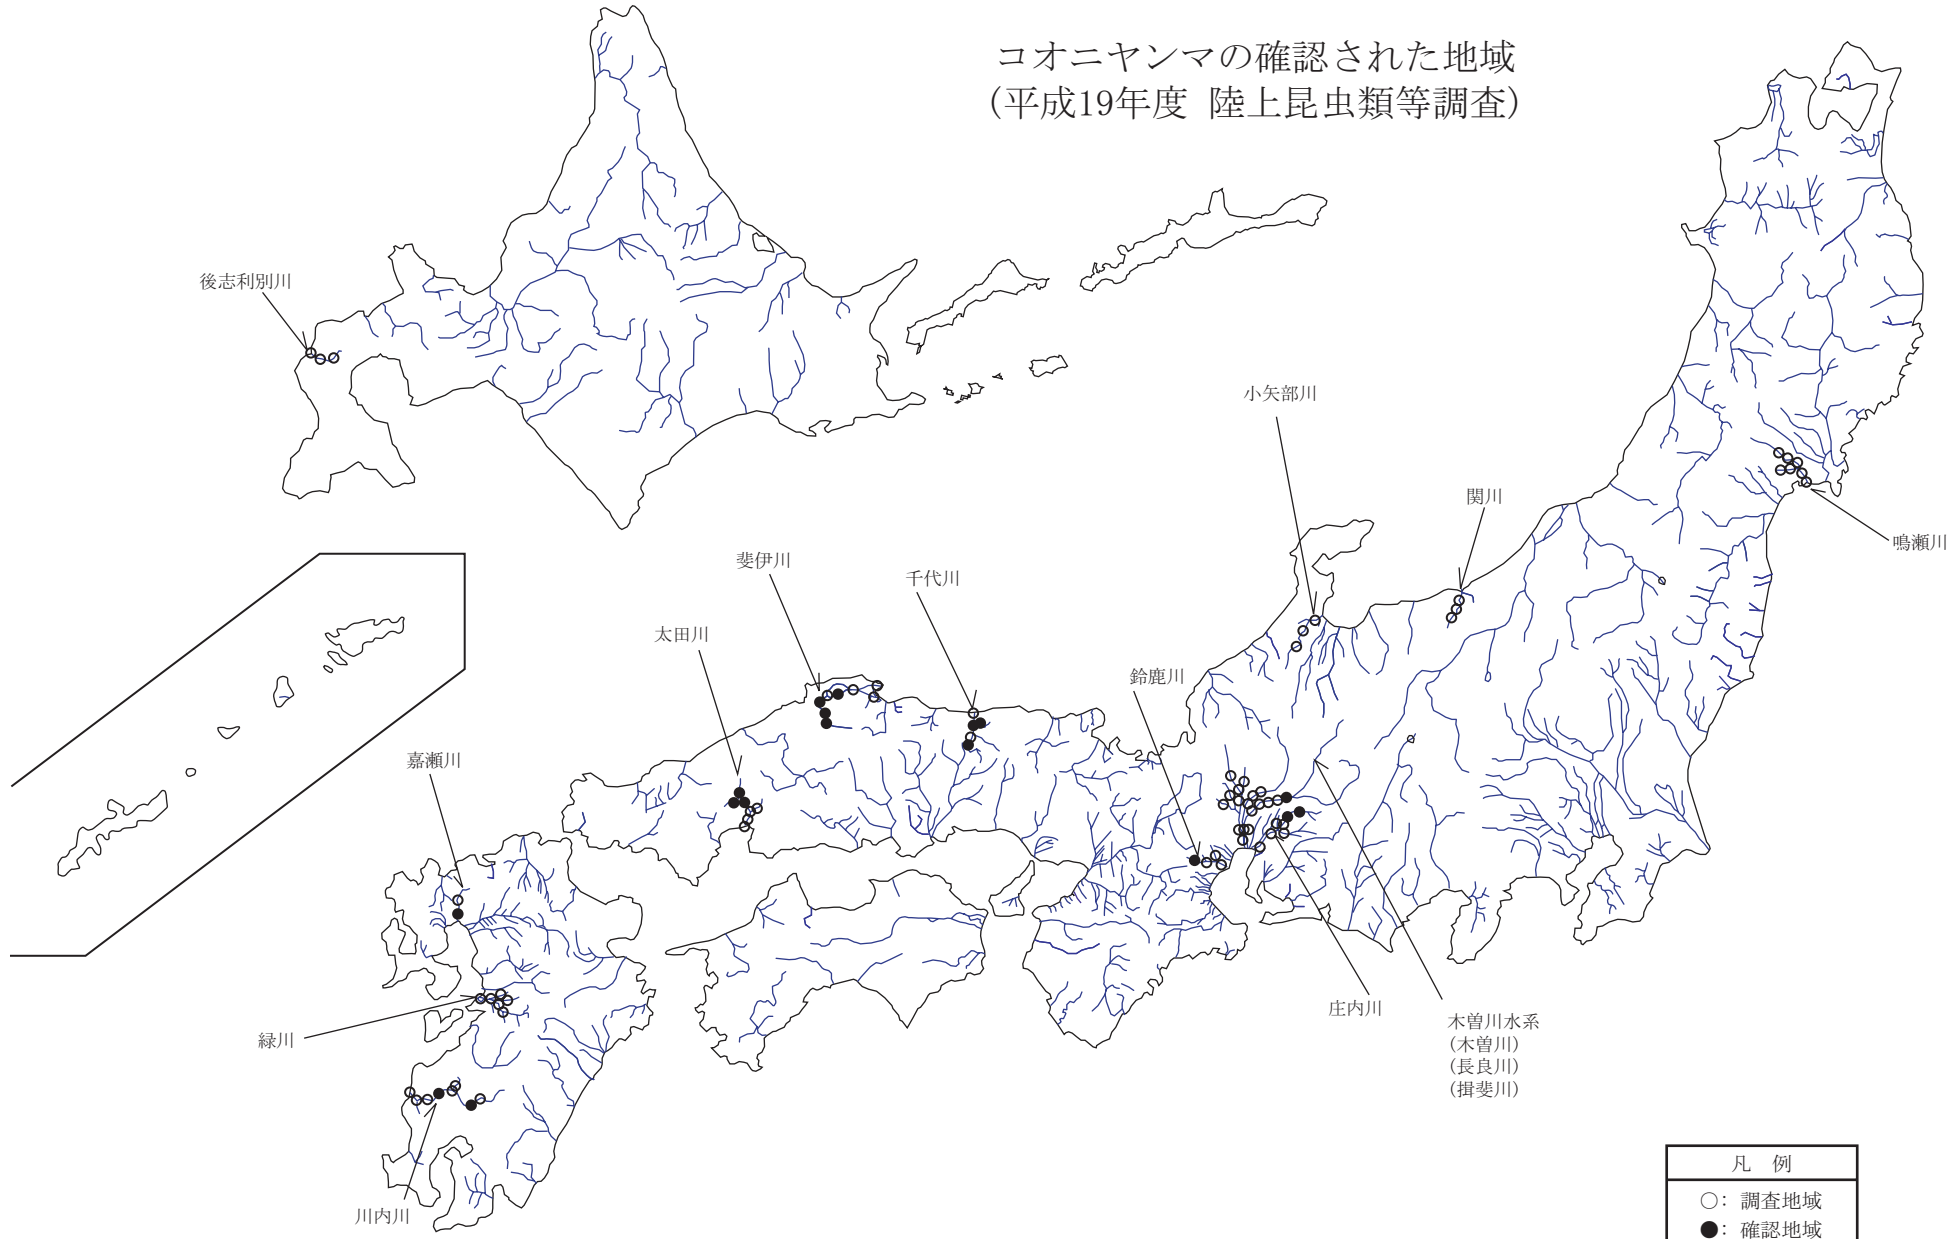 コオニヤンマの確認された地域
(平成19年度 陸上昆虫類等調査)
後志利別川
小矢部川
関川
鳴瀬川
斐伊川
千代川
太田川
鈴鹿川
嘉瀬川
緑川
川内川
庄内川
木曽川水系
(木曽川)
(長良川)
(揖斐川)
凡 例
○: 調査地域
●: 確認地域